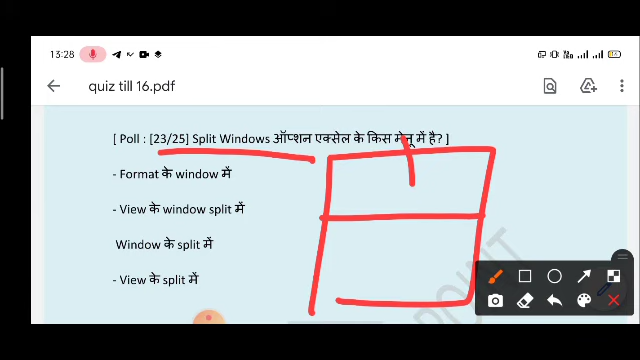 13:28
quiz till 16.pdf
[ Poll : [23/25] Split Windows ऑप्शन एक्सेल के किस मेनू में है? ]
- Format के window में
- View के window split में
Window के split में
- View के split में
POINT